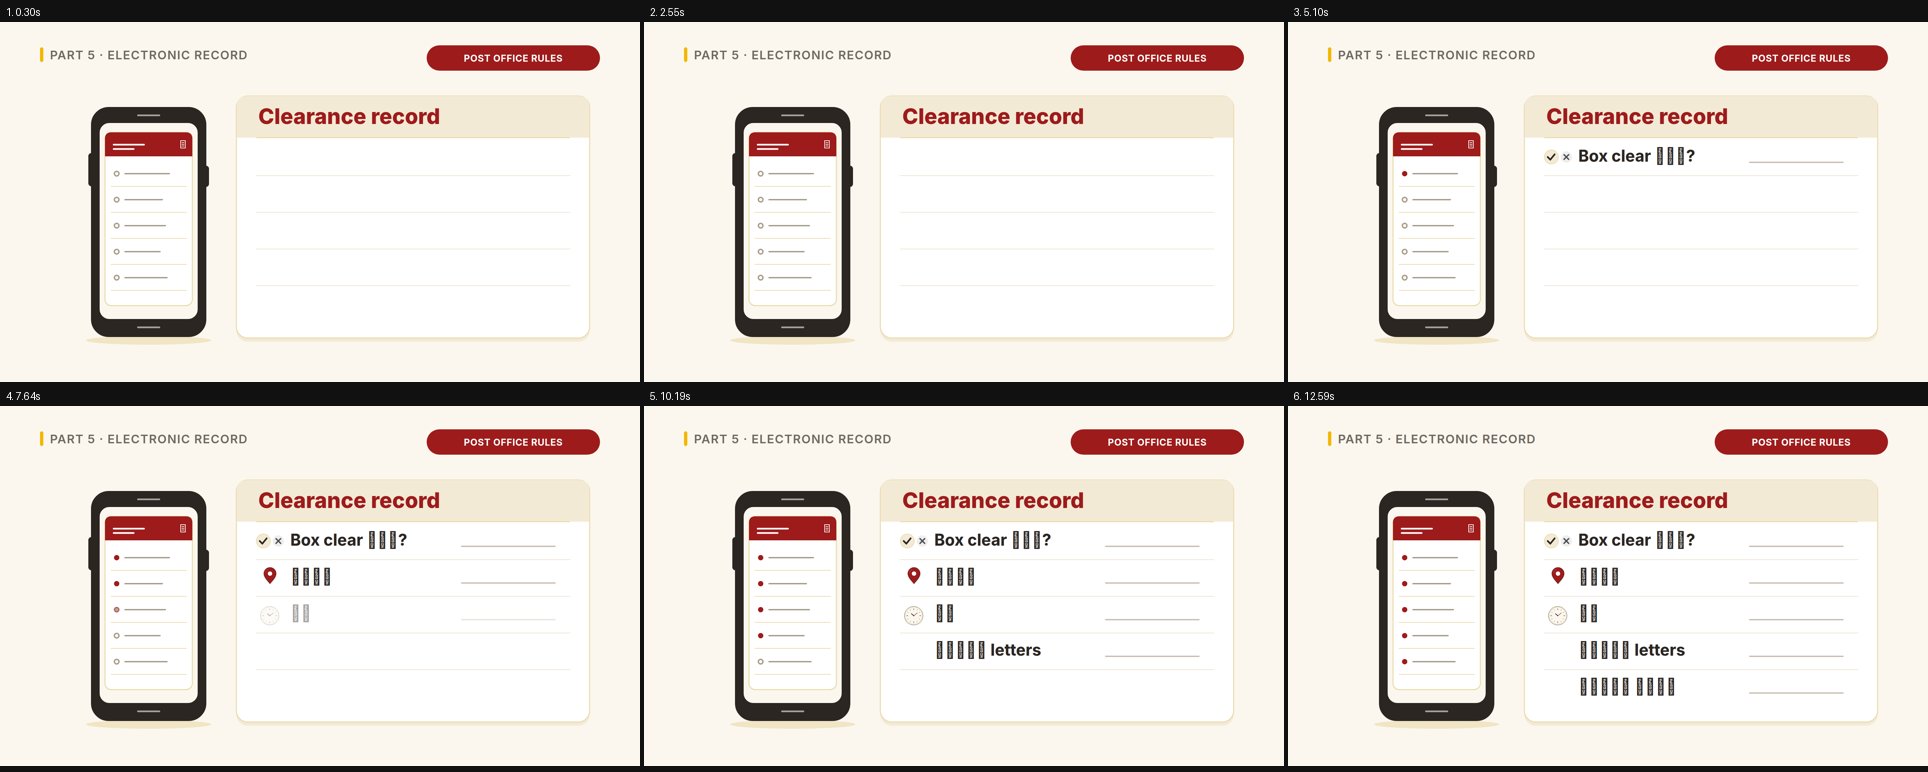 1. 0.30s
2. 2.55s
3. 5.10s
PART 5 · ELECTRONIC RECORD
POST OFFICE RULES
Clearance record
PART 5 · ELECTRONIC RECORD
POST OFFICE RULES
Clearance record
PART 5 · ELECTRONIC RECORD
POST OFFICE RULES
Clearance record
Box clear ?
4. 7.64s
5. 10.19s
6. 12.59s
PART 5 · ELECTRONIC RECORD
POST OFFICE RULES
Clearance record
Box clear ?
PART 5 · ELECTRONIC RECORD
POST OFFICE RULES
Clearance record
Box clear ?
letters
PART 5 · ELECTRONIC RECORD
POST OFFICE RULES
Clearance record
Box clear ?
letters